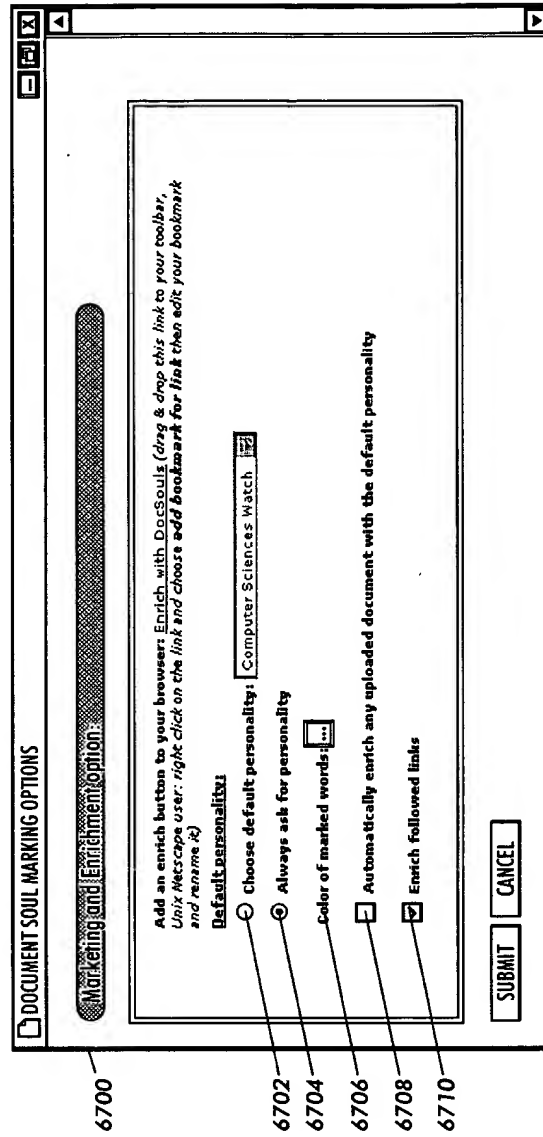 DOCUMENT SOUL MARKING OPTIONS
Marketing and Enrichment option:
6700
Add an enrich button to your browser: Enrich with DocSouls (drag & drop this link to your toolbar,
Unix Netscape user: right click on the link and choose add bookmark for link then edit your bookmark
and rename it)
Default personality:
Choose default personality: Computer Sciences Watch
6702
Always ask for personality
6704
Color of marked words: ...
6706
Automatically enrich any uploaded document with the default personality
6708
Enrich followed links
6710
SUBMIT CANCEL